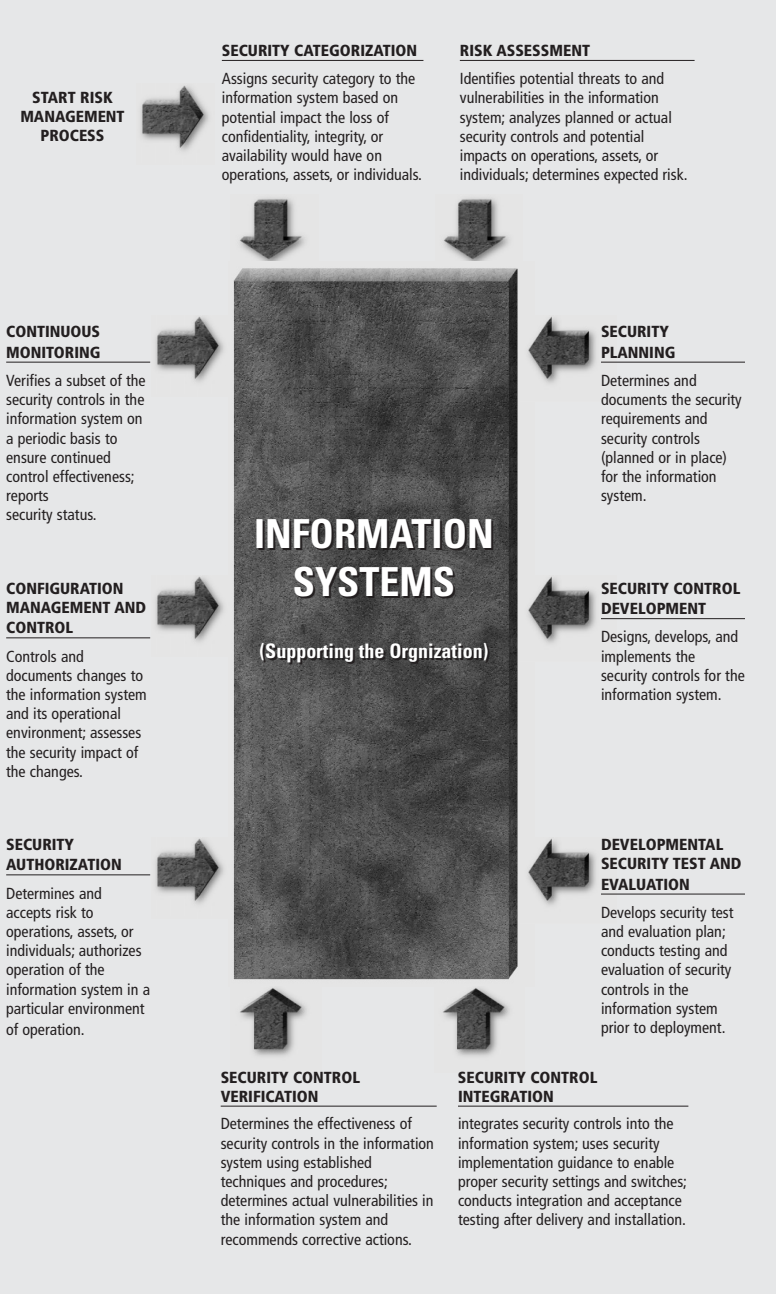 START RISK
MANAGEMENT
PROCESS
SECURITY CATEGORIZATION
Assigns security category to the
information system based on
potential impact the loss of
confidentiality, integrity, or
availability would have on
operations, assets, or individuals.
RISK ASSESSMENT
Identifies potential threats to and
vulnerabilities in the information
system; analyzes planned or actual
security controls and potential
impacts on operations, assets, or
individuals; determines expected risk.
CONTINUOUS
MONITORING
Verifies a subset of the
security controls in the
information system on
a periodic basis to
ensure continued
control effectiveness;
reports
security status.
SECURITY
PLANNING
Determines and
documents the security
requirements and
security controls
(planned or in place)
for the information
system.
INFORMATION
SYSTEMS
(Supporting the Orgnization)
CONFIGURATION
MANAGEMENT AND
CONTROL
Controls and
documents changes to
the information system
and its operational
environment; assesses
the security impact of
the changes.
SECURITY CONTROL
DEVELOPMENT
Designs, develops, and
implements the
security controls for the
information system.
SECURITY
AUTHORIZATION
Determines and
accepts risk to
operations, assets, or
individuals; authorizes
operation of the
information system in a
particular environment
of operation.
DEVELOPMENTAL
SECURITY TEST AND
EVALUATION
Develops security test
and evaluation plan;
conducts testing and
evaluation of security
controls in the
information system
prior to deployment.
SECURITY CONTROL
VERIFICATION
Determines the effectiveness of
security controls in the information
system using established
techniques and procedures;
determines actual vulnerabilities in
the information system and
recommends corrective actions.
SECURITY CONTROL
INTEGRATION
integrates security controls into the
information system; uses security
implementation guidance to enable
proper security settings and switches;
conducts integration and acceptance
testing after delivery and installation.